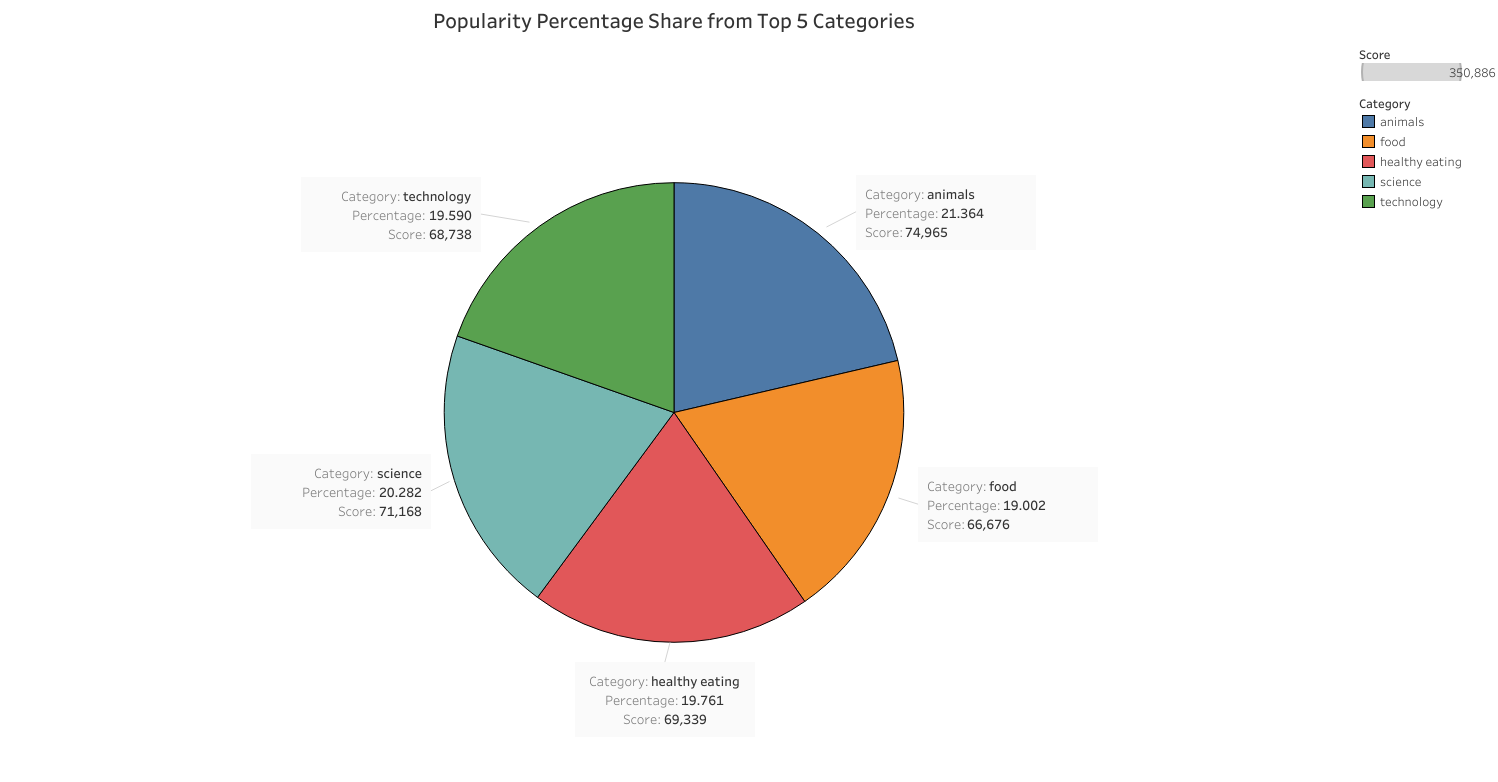 Popularity Percentage Share from Top 5 Categories
Score
350,886
Category
animals
food
healthy eating
science
technology
Category: technology
Percentage: 19.590
Score: 68,738
Category: animals
Percentage: 21.364
Score: 74,965
Category: science
Percentage: 20.282
Score: 71,168
Category: food
Percentage: 19.002
Score: 66,676
Category: healthy eating
Percentage: 19.761
Score: 69,339